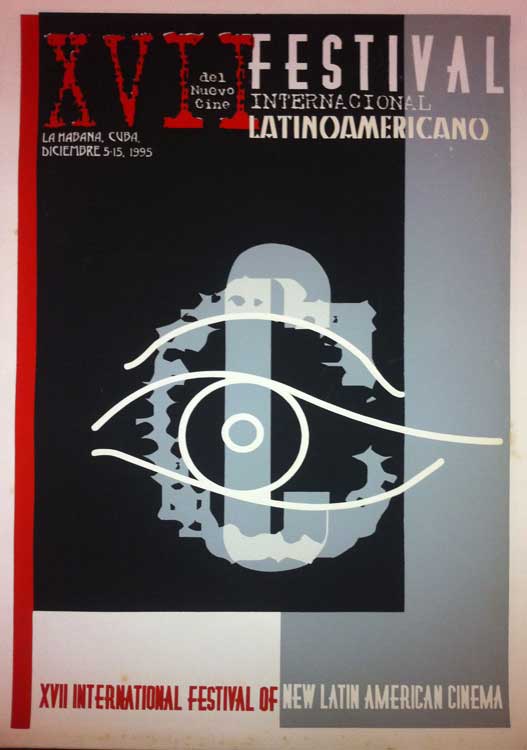 XVII FESTIVAL
del
Nuevo
Cine
INTERNACIONAL
LATINOAMERICANO
LA HABANA, CUBA,
DICIEMBRE 5-15, 1995
XVII INTERNATIONAL FESTIVAL OF NEW LATIN AMERICAN CINEMA